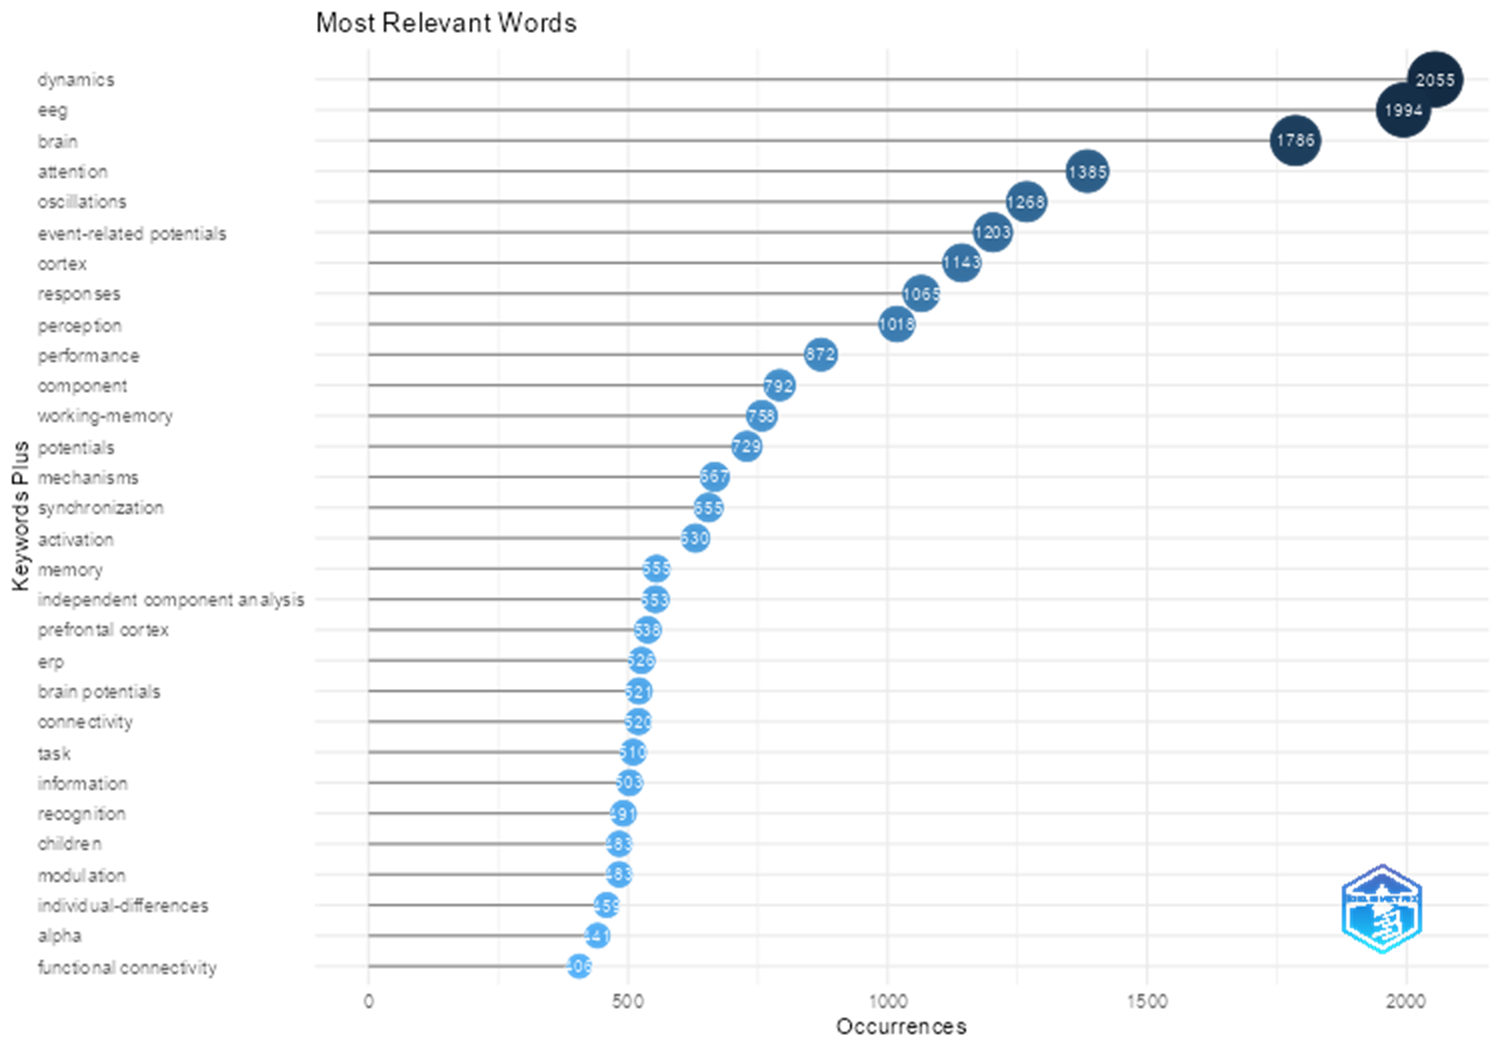 Most Relevant Words
dynamics 2055
eeg 1994
brain 1786
attention 1385
oscillations 1268
event-related potentials 1203
cortex 1143
responses 1065
perception 1018
performance 872
component 792
working-memory 758
potentials 729
mechanisms 667
synchronization 655
activation 630
memory 555
independent component analysis 553
prefrontal cortex 538
erp 526
brain potentials 521
connectivity 520
task 510
information 503
recognition 491
children 483
modulation 483
individual-differences 459
alpha 441
functional connectivity 406
Keywords Plus
0 500 1000 1500 2000
Occurrences